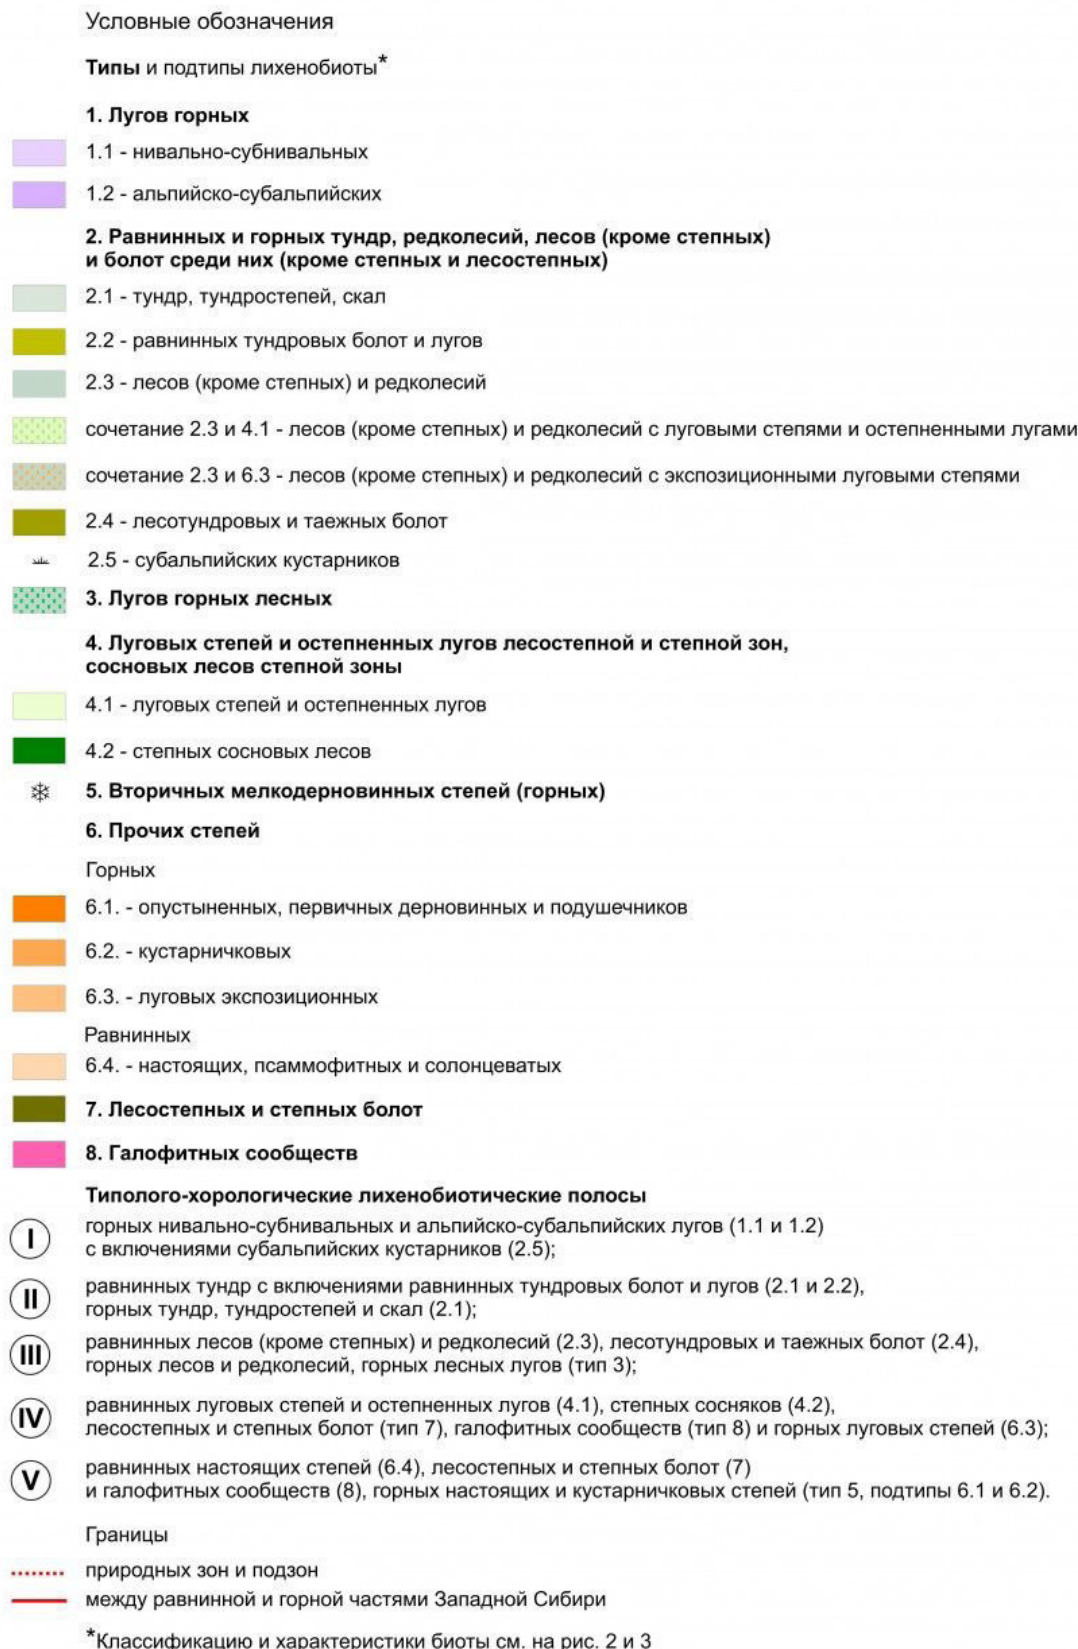 Условные обозначения
Типы и подтипы лихенобиоты*
1. Лугов горных
1.1 - нивально-субнивальных
1.2 - альпийско-субальпийских
2. Равнинных и горных тундр, редколесий, лесов (кроме степных)
и болот среди них (кроме степных и лесостепных)
2.1 - тундр, тундростепей, скал
2.2 - равнинных тундровых болот и лугов
2.3 - лесов (кроме степных) и редколесий
сочетание 2.3 и 4.1 - лесов (кроме степных) и редколесий с луговыми степями и остепненными лугами
сочетание 2.3 и 6.3 - лесов (кроме степных) и редколесий с экспозиционными луговыми степями
2.4 - лесотундровых и таежных болот
2.5 - субальпийских кустарников
3. Лугов горных лесных
4. Луговых степей и остепненных лугов лесостепной и степной зон,
сосновых лесов степной зоны
4.1 - луговых степей и остепненных лугов
4.2 - степных сосновых лесов
5. Вторичных мелкодерновинных степей (горных)
6. Прочих степей
Горных
6.1. - опустыненных, первичных дерновинных и подушечников
6.2. - кустарничковых
6.3. - луговых экспозиционных
Равнинных
6.4. - настоящих, псаммофитных и солонцеватых
7. Лесостепных и степных болот
8. Галофитных сообществ
Типолого-хорологические лихенобиотические полосы
I горных нивально-субнивальных и альпийско-субальпийских лугов (1.1 и 1.2)
с включениями субальпийских кустарников (2.5);
II равнинных тундр с включениями равнинных тундровых болот и лугов (2.1 и 2.2),
горных тундр, тундростепей и скал (2.1);
III равнинных лесов (кроме степных) и редколесий (2.3), лесотундровых и таежных болот (2.4),
горных лесов и редколесий, горных лесных лугов (тип 3);
IV равнинных луговых степей и остепненных лугов (4.1), степных сосняков (4.2),
лесостепных и степных болот (тип 7), галофитных сообществ (тип 8) и горных луговых степей (6.3);
V равнинных настоящих степей (6.4), лесостепных и степных болот (7)
и галофитных сообществ (8), горных настоящих и кустарничковых степей (тип 5, подтипы 6.1 и 6.2).
Границы
природных зон и подзон
между равнинной и горной частями Западной Сибири
*Классификацию и характеристики биоты см. на рис. 2 и 3